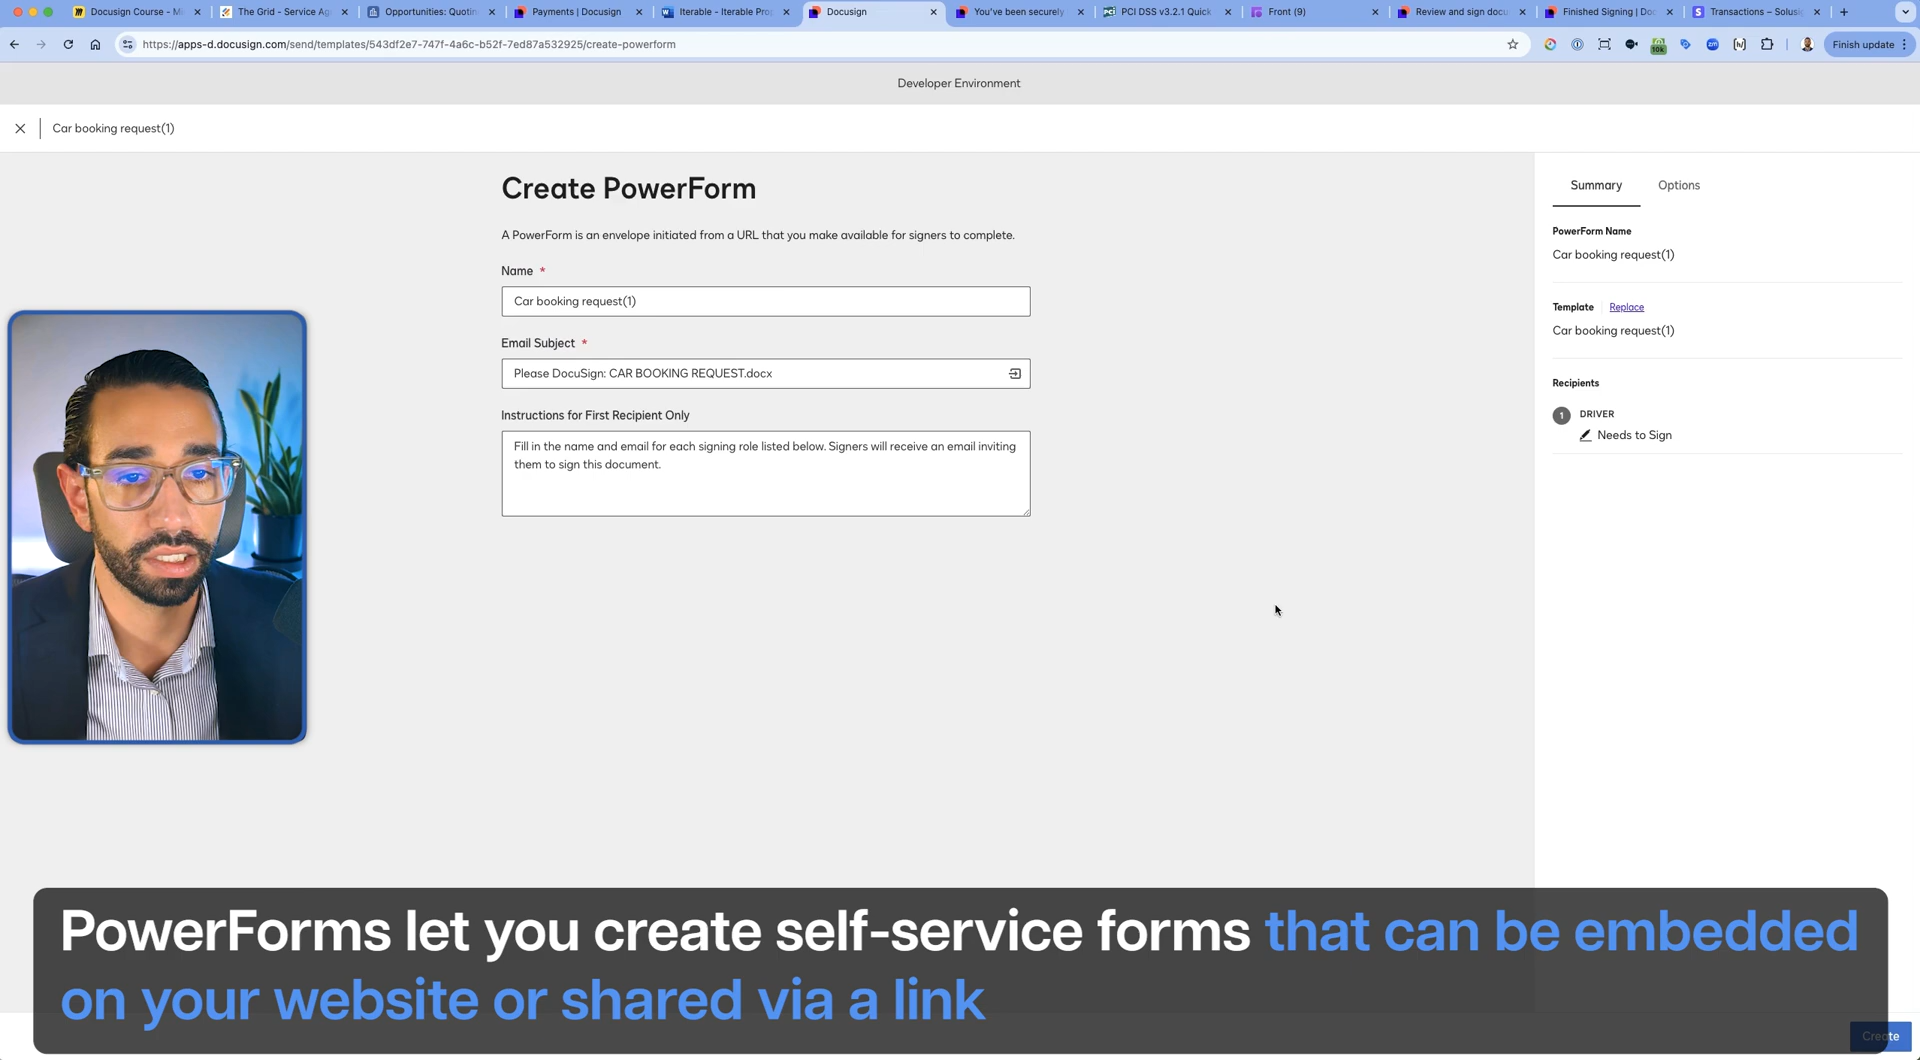 Docusign Course - Mi
The Grid - Service Ag
Opportunities: Quotin
Payments | Docusign
Iterable - Iterable Pro
Docusign
You've been securely
PCI DSS v3.2.1 Quick
Front (9)
Review and sign docu
Finished Signing | Doc
Transactions – Solusig
https://apps-d.docusign.com/send/templates/543df2e7-747f-4a6c-b52f-7ed87a532925/create-powerform
10k
zm
Finish update
Developer Environment
Car booking request(1)
Create PowerForm
A PowerForm is an envelope initiated from a URL that you make available for signers to complete.
Name *
Car booking request(1)
Email Subject *
Please DocuSign: CAR BOOKING REQUEST.docx
Instructions for First Recipient Only
Fill in the name and email for each signing role listed below. Signers will receive an email inviting
them to sign this document.
Summary
Options
PowerForm Name
Car booking request(1)
Template
Replace
Car booking request(1)
Recipients
1
DRIVER
Needs to Sign
PowerForms let you create self-service forms that can be embedded
on your website or shared via a link
Create